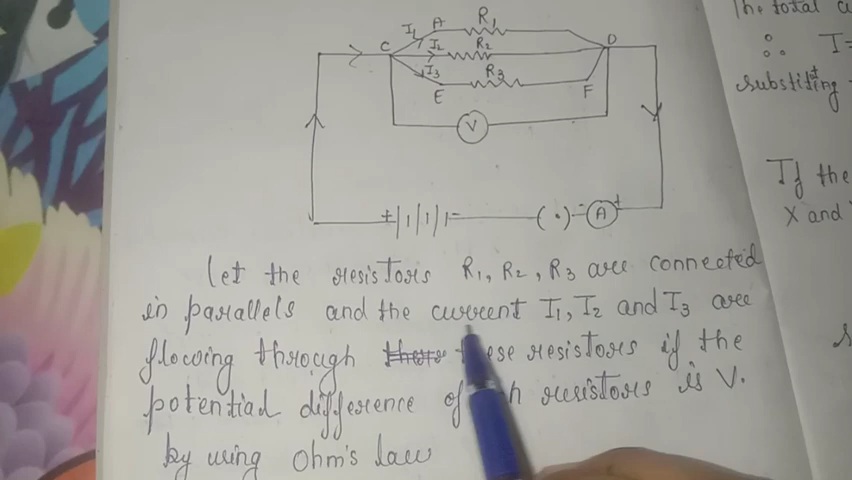 R₁
A
I₁
C
I₂
R₂
D
I₃
R₃
E
F
V
+
-
(.)
-
A
+
Let the resistors R₁, R₂, R₃ are connected
in parallels and the current I₁, I₂ and I₃ are
flowing through these resistors if the
potential difference of resistors is V.
by using Ohm's law
The total
∴ I=
substiting
If the
X and